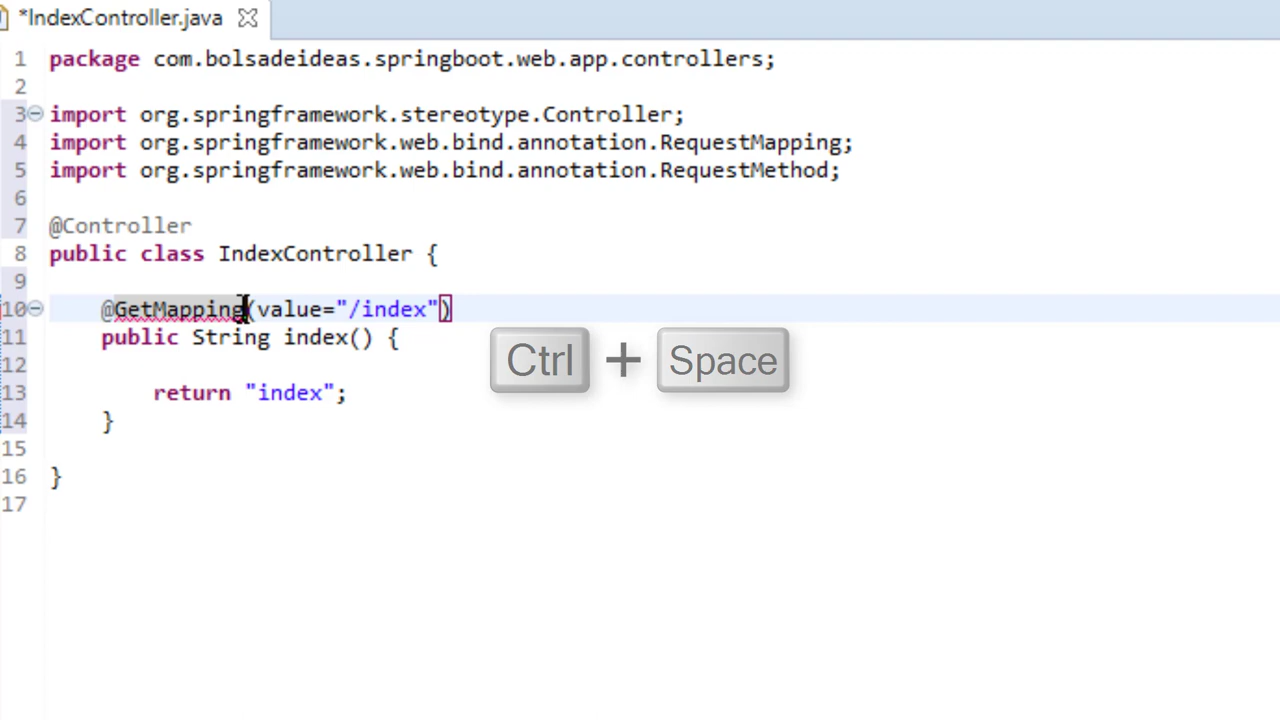 *IndexController.java
1 package com.bolsadeideas.springboot.web.app.controllers;
2
3 import org.springframework.stereotype.Controller;
4 import org.springframework.web.bind.annotation.RequestMapping;
5 import org.springframework.web.bind.annotation.RequestMethod;
6
7 @Controller
8 public class IndexController {
9
10 @GetMapping(value="/index")
11 public String index() {
12
13 return "index";
14 }
15
16 }
17
Ctrl + Space